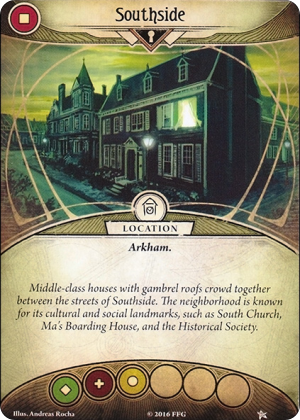 Southside
LOCATION
Arkham.
Middle-class houses with gambrel roofs crowd together
between the streets of Southside. The neighborhood is known
for its cultural and social landmarks, such as South Church,
Ma's Boarding House, and the Historical Society.
Illus. Andreas Rocha
© 2016 FFG